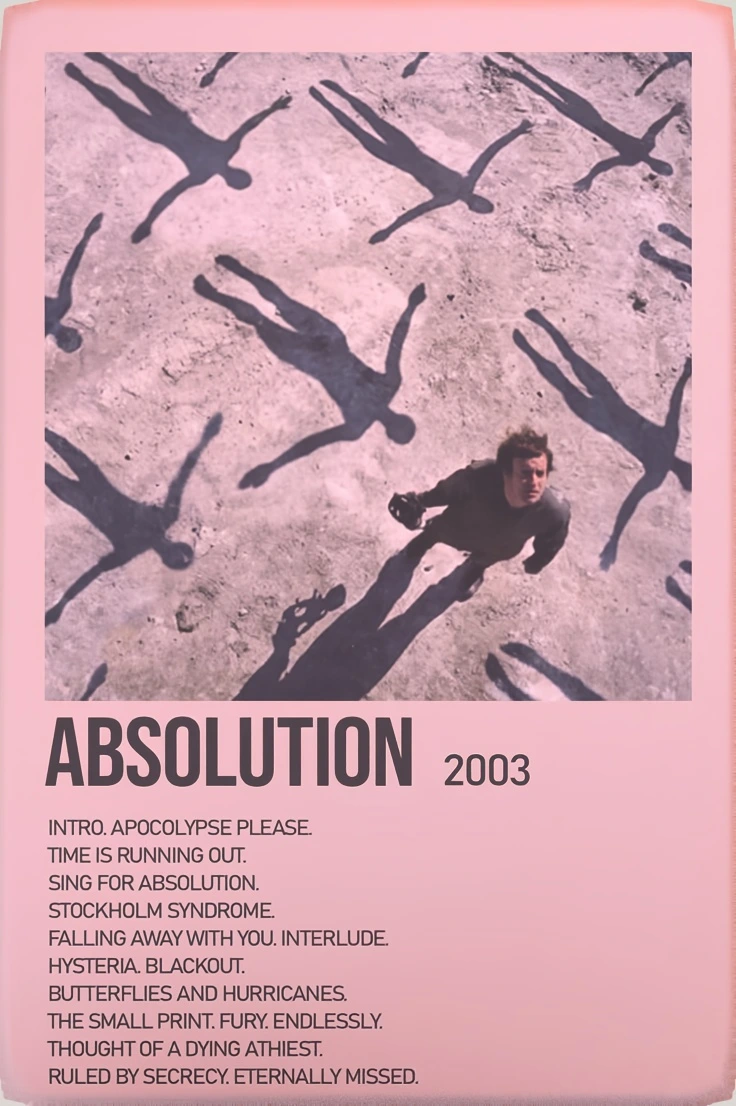 ABSOLUTION 2003
INTRO. APOCOLYPSE PLEASE.
TIME IS RUNNING OUT.
SING FOR ABSOLUTION.
STOCKHOLM SYNDROME.
FALLING AWAY WITH YOU. INTERLUDE.
HYSTERIA. BLACKOUT.
BUTTERFLIES AND HURRICANES.
THE SMALL PRINT. FURY. ENDLESSLY.
THOUGHT OF A DYING ATHIEST.
RULED BY SECRECY. ETERNALLY MISSED.